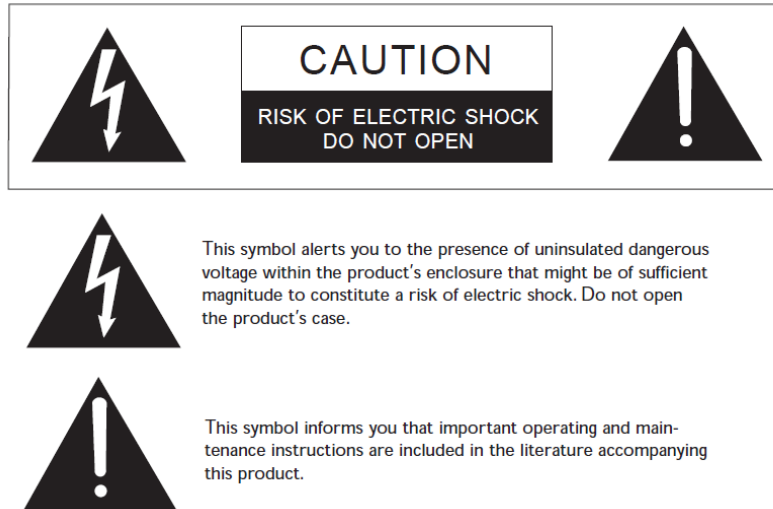 CAUTION
RISK OF ELECTRIC SHOCK
DO NOT OPEN
This symbol alerts you to the presence of uninsulated dangerous
voltage within the product's enclosure that might be of sufficient
magnitude to constitute a risk of electric shock. Do not open
the product's case.
This symbol informs you that important operating and main-
tenance instructions are included in the literature accompanying
this product.